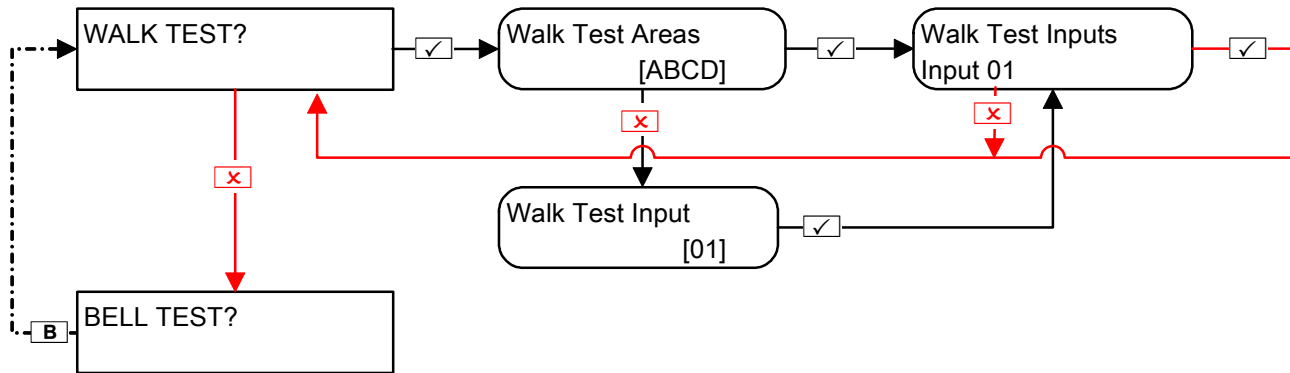 WALK TEST?
✓
Walk Test Areas
[ABCD]
✓
Walk Test Inputs
Input 01
✓
x
x
x
Walk Test Input
[01]
✓
BELL TEST?
B